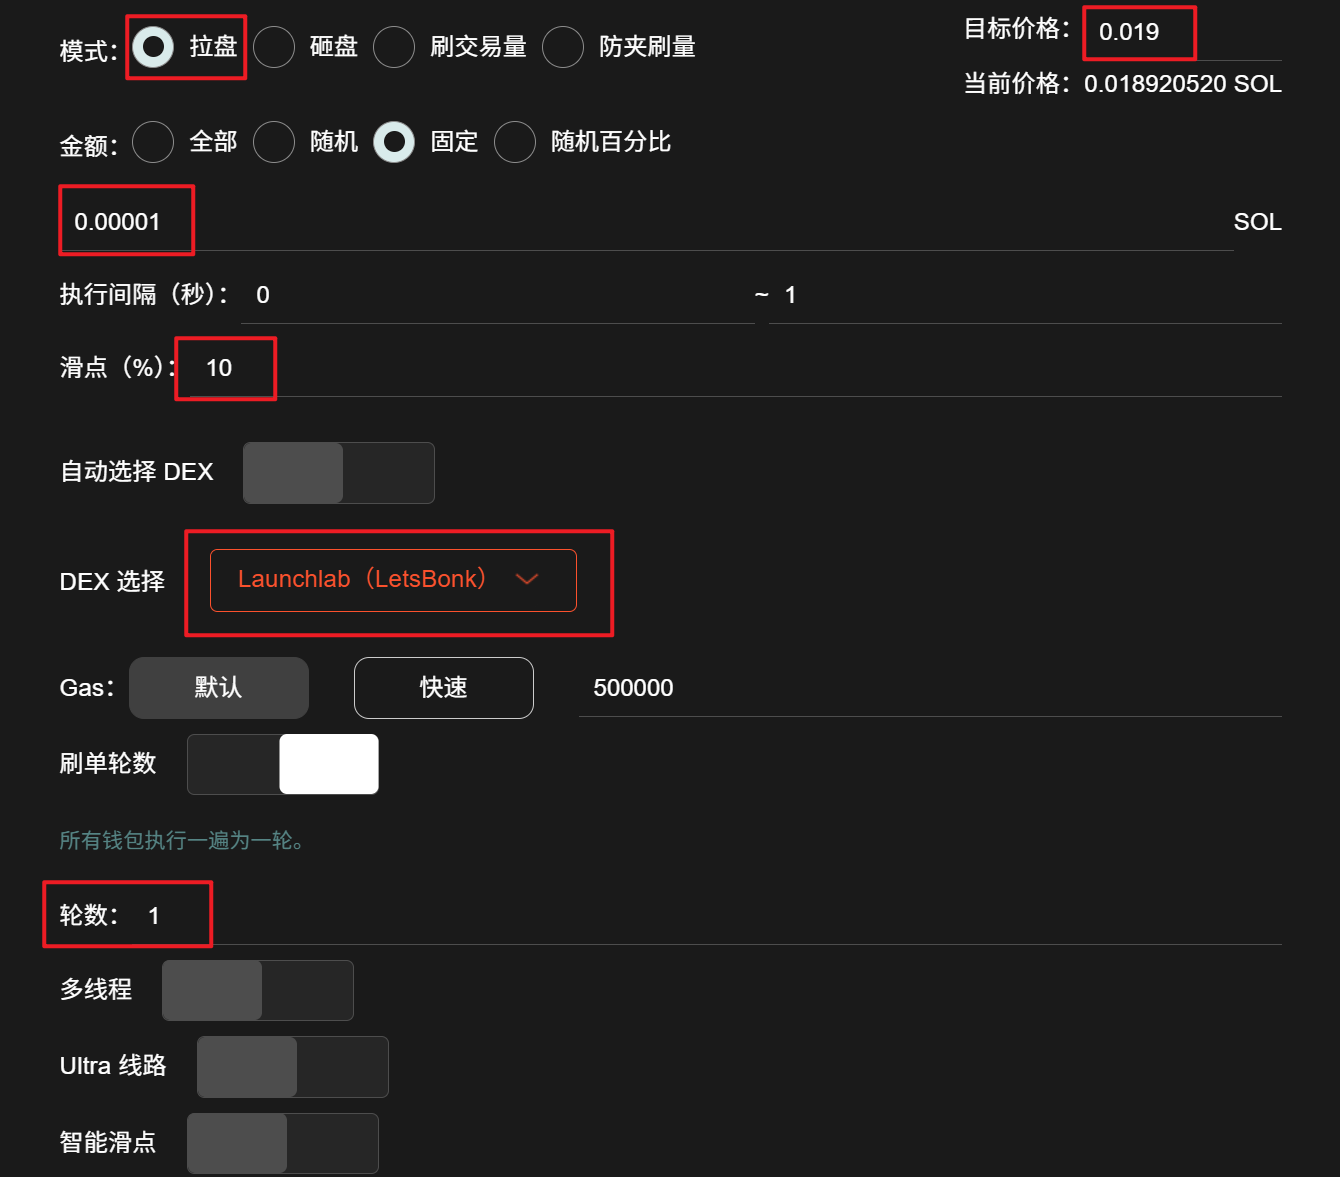 模式： 拉盘 砸盘 刷交易量 防夹刷量
目标价格： 0.019
当前价格：0.018920520 SOL
金额： 全部 随机 固定 随机百分比
0.00001 SOL
执行间隔（秒）： 0 ~ 1
滑点（%）： 10
自动选择 DEX
DEX 选择 Launchlab（LetsBonk）
Gas： 默认 快速 500000
刷单轮数
所有钱包执行一遍为一轮。
轮数： 1
多线程
Ultra 线路
智能滑点